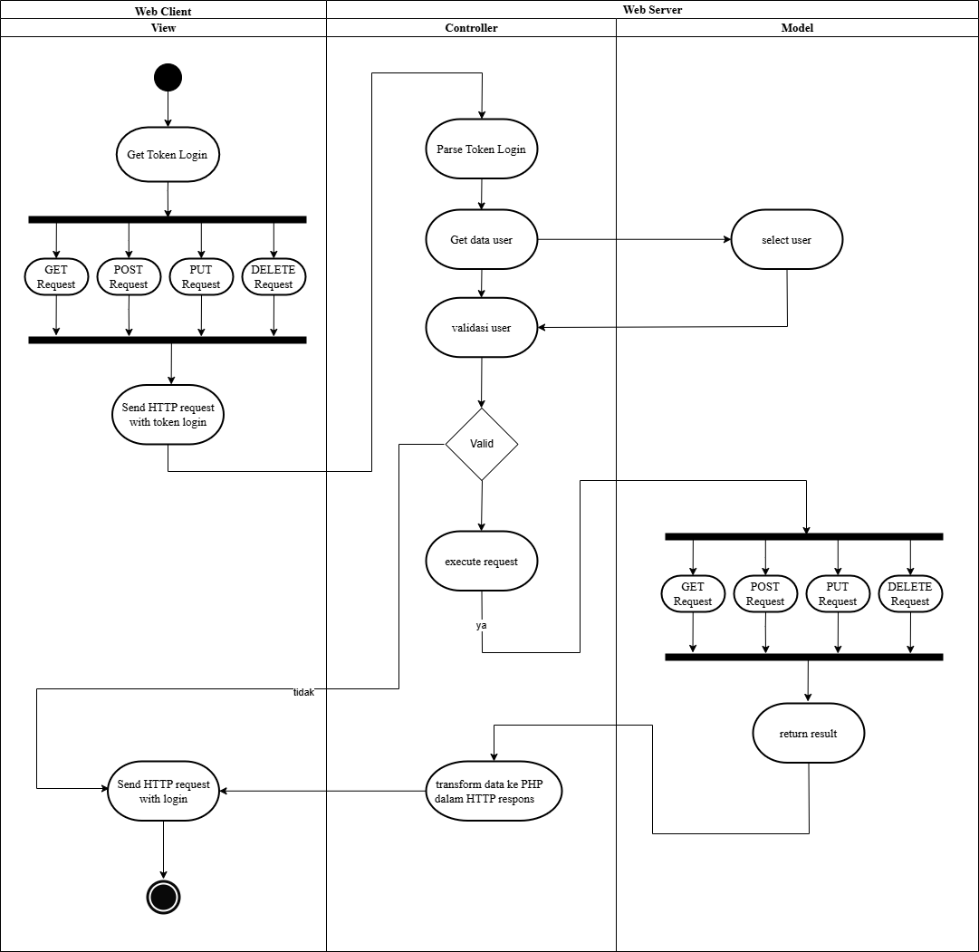 Web Client
Web Server
View
Controller
Model
Get Token Login
GET
Request
POST
Request
PUT
Request
DELETE
Request
Send HTTP request
with token login
Parse Token Login
Get data user
select user
validasi user
Valid
execute request
ya
tidak
GET
Request
POST
Request
PUT
Request
DELETE
Request
return result
transform data ke PHP
dalam HTTP respons
Send HTTP request
with login